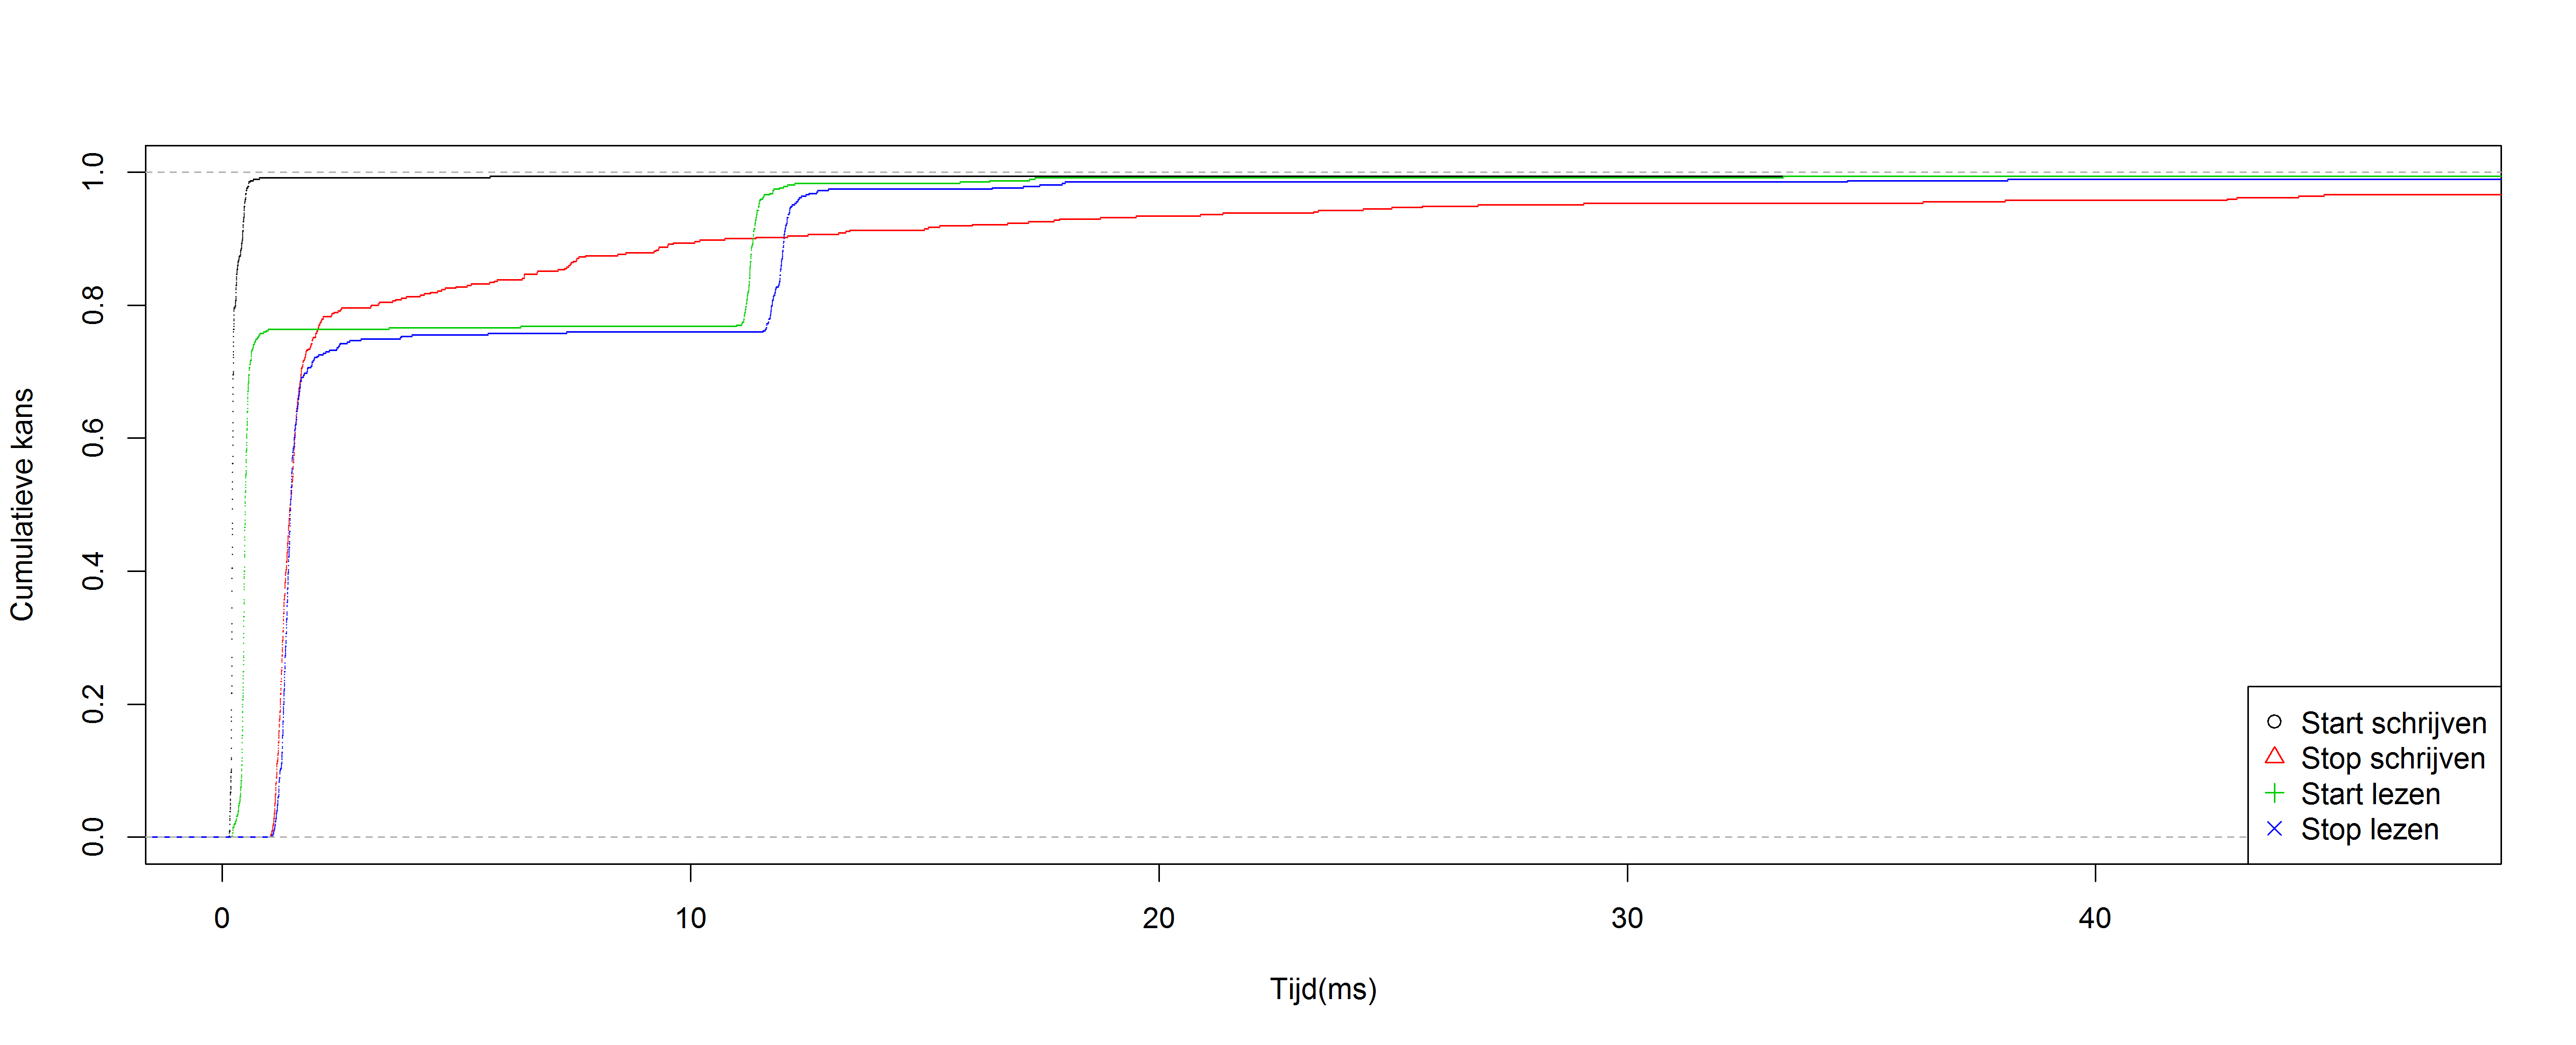 Cumulatieve kans
1.0
0.8
0.6
0.4
0.2
0.0
0 10 20 30 40
Tijd(ms)
Start schrijven
Stop schrijven
Start lezen
Stop lezen